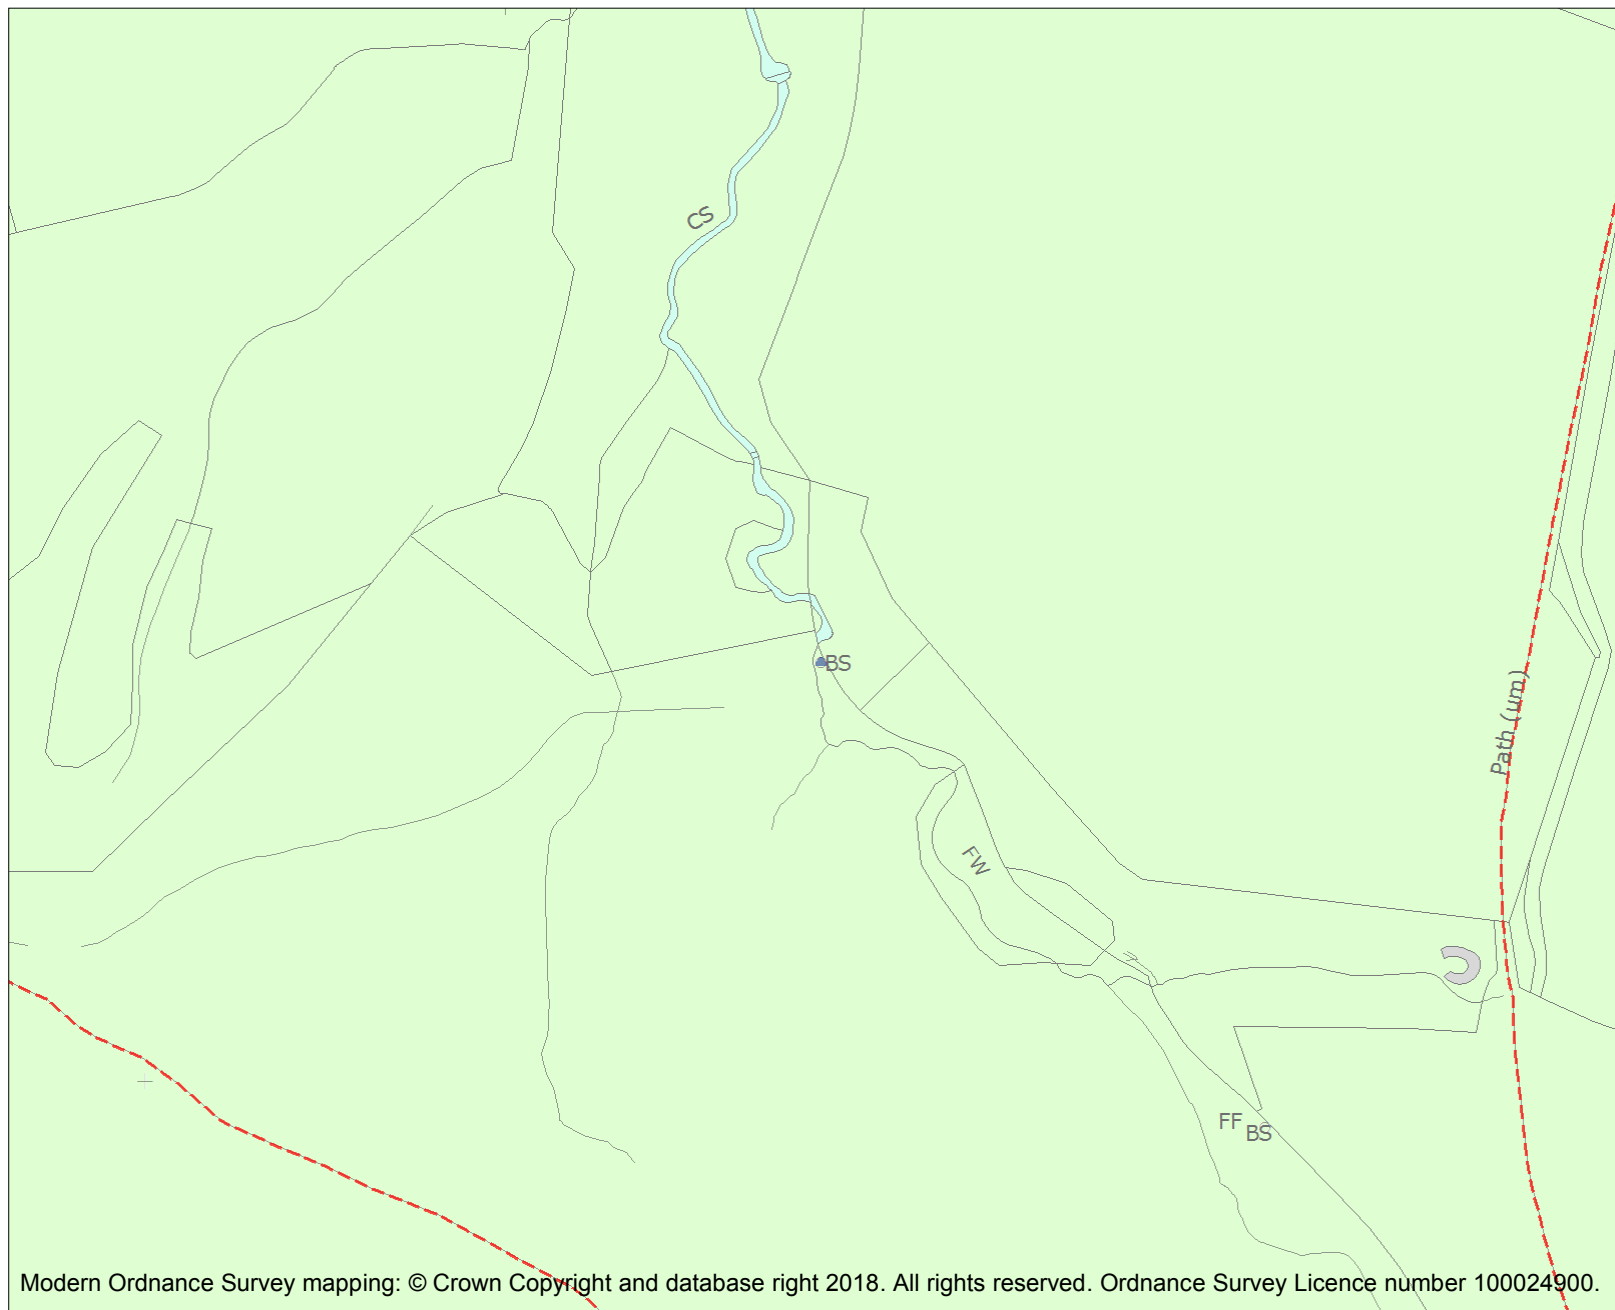 CS
BS
Path (um)
FW
FF
BS
Modern Ordnance Survey mapping: © Crown Copyright and database right 2018. All rights reserved. Ordnance Survey Licence number 100024900.